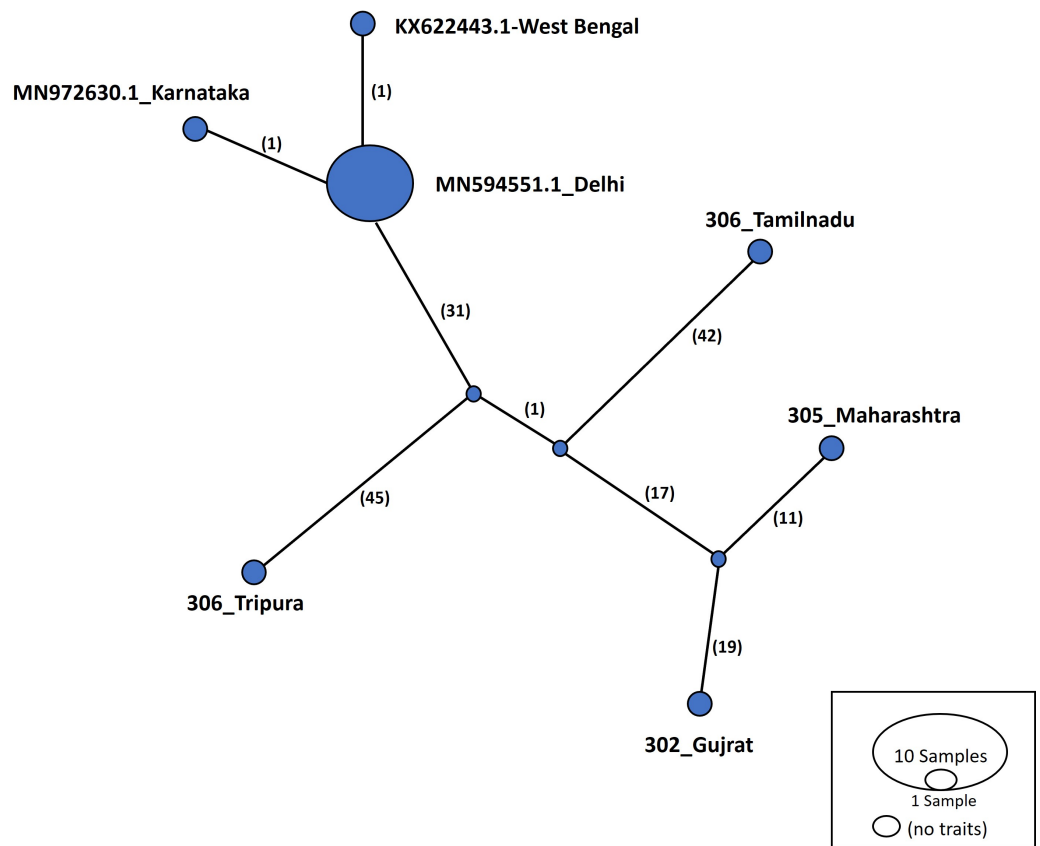 KX622443.1-West Bengal
MN972630.1_Karnataka
(1)
(1)
MN594551.1_Delhi
306_Tamilnadu
(31)
(42)
(1)
305_Maharashtra
(45)
(17)
(11)
306_Tripura
(19)
302_Gujrat
10 Samples
1 Sample
(no traits)